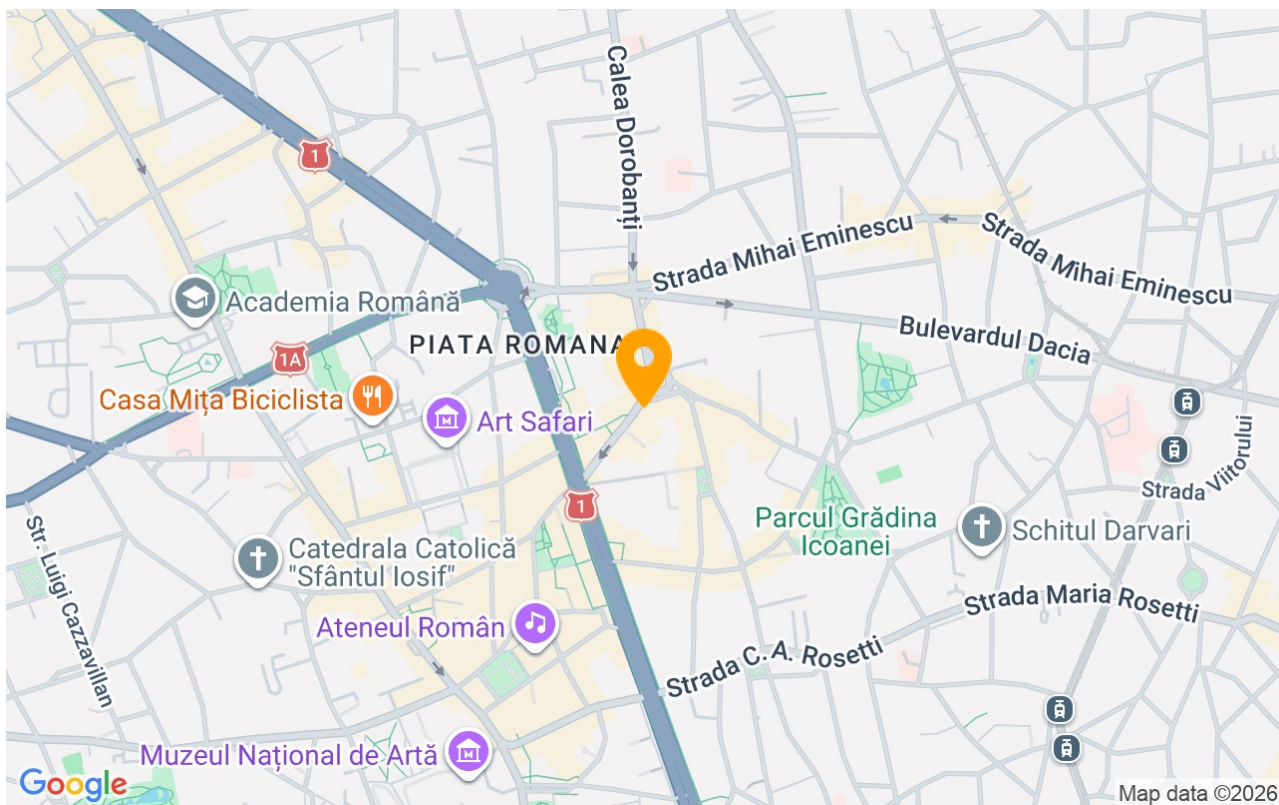 1
Calea Dorobanți
Strada Mihai Eminescu
Strada Mihai Eminescu
Academia Română
1A
PIATA ROMANA
Bulevardul Dacia
Casa Mița Biciclista
Art Safari
Strada Viitorului
1
Parcul Grădina
Icoanei
Schitul Darvari
Str. Luigi Cazzavillan
Catedrala Catolică
"Sfântul Iosif"
Strada Maria Rosetti
Ateneul Român
Strada C. A. Rosetti
Muzeul Național de Artă
Google
Map data ©2026